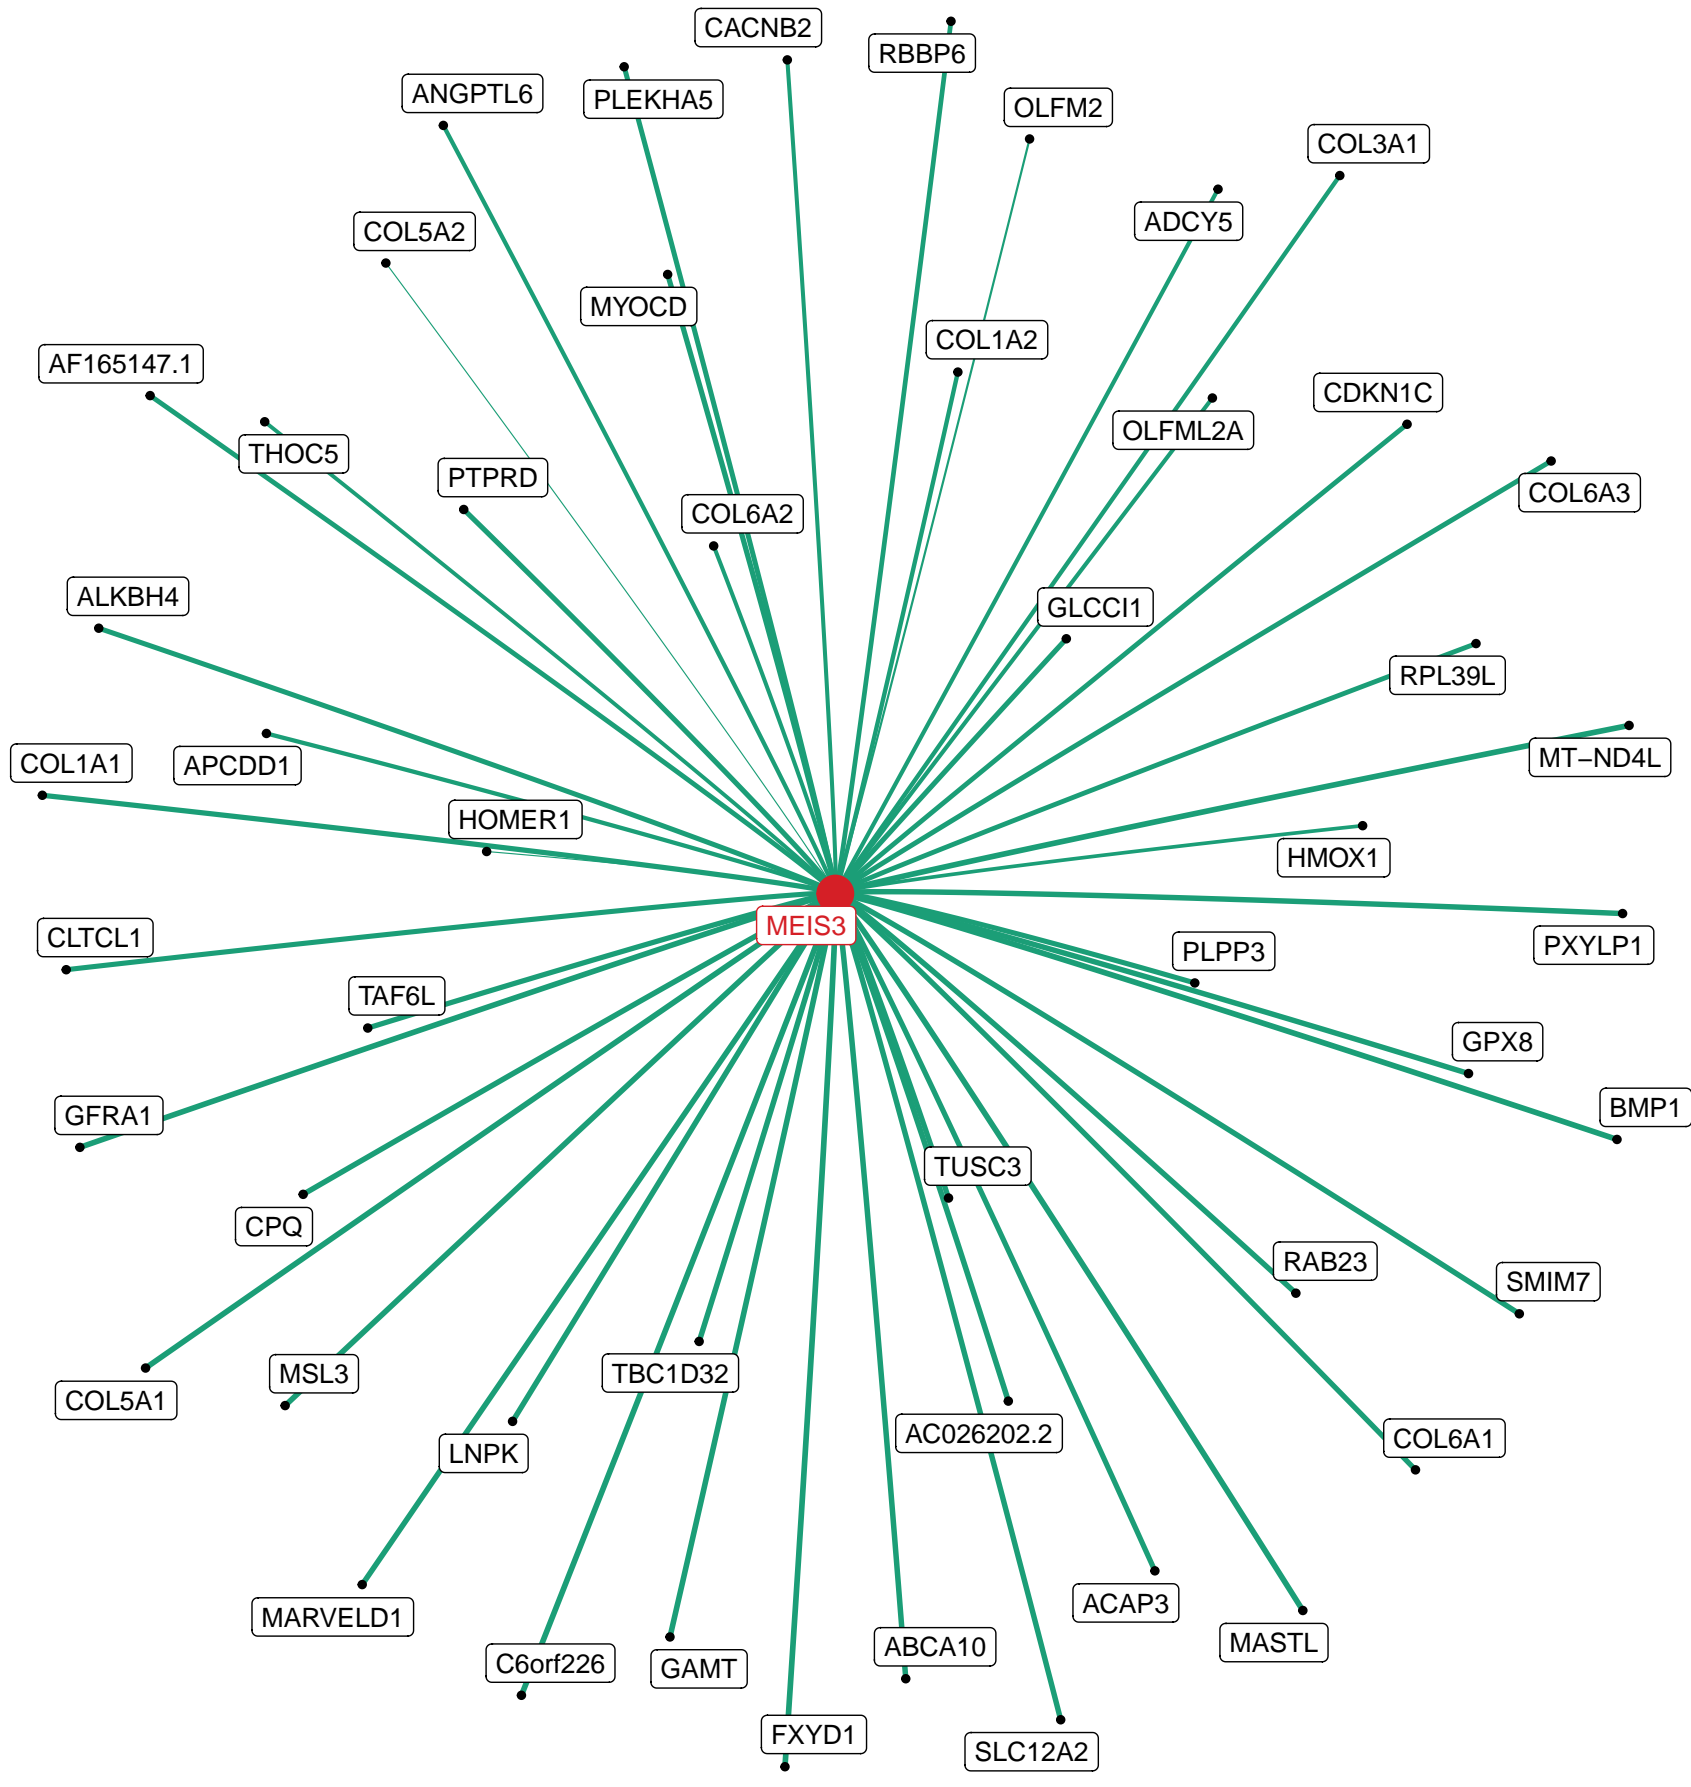 CACNB2
RBBP6
ANGPTL6
PLEKHA5
OLFM2
COL3A1
ADCY5
COL5A2
MYOCD
COL1A2
AF165147.1
CDKN1C
OLFML2A
THOC5
PTPRD
COL6A3
COL6A2
ALKBH4
GLCCI1
RPL39L
COL1A1
APCDD1
MT−ND4L
HOMER1
HMOX1
MEIS3
CLTCL1
PXYLP1
PLPP3
TAF6L
GPX8
BMP1
GFRA1
TUSC3
CPQ
RAB23
SMIM7
MSL3
TBC1D32
COL5A1
AC026202.2
COL6A1
LNPK
ACAP3
MARVELD1
MASTL
ABCA10
C6orf226
GAMT
FXYD1
SLC12A2